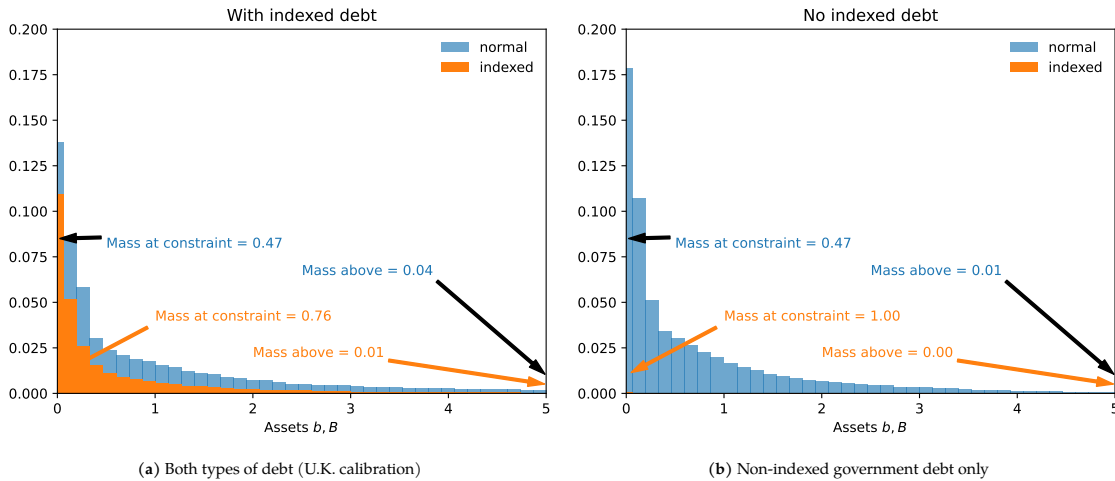 With indexed debt
0.200
0.175
0.150
0.125
0.100
0.075
0.050
0.025
0.000
normal
indexed
Mass at constraint = 0.47
Mass above = 0.04
Mass at constraint = 0.76
Mass above = 0.01
0 1 2 3 4 5
Assets b, B
(a) Both types of debt (U.K. calibration)
No indexed debt
0.200
0.175
0.150
0.125
0.100
0.075
0.050
0.025
0.000
normal
indexed
Mass at constraint = 0.47
Mass above = 0.01
Mass at constraint = 1.00
Mass above = 0.00
0 1 2 3 4 5
Assets b, B
(b) Non-indexed government debt only